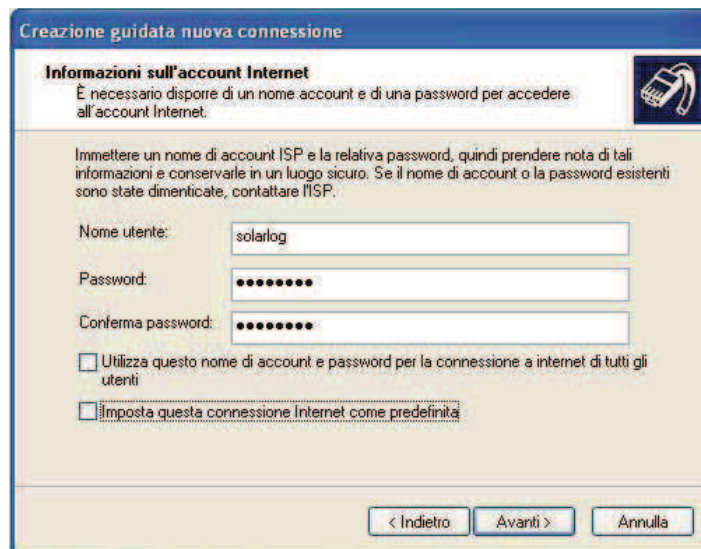 Creazione guidata nuova connessione
Informazioni sull'account Internet
È necessario disporre di un nome account e di una password per accedere
all'account Internet.
Immettere un nome di account ISP e la relativa password, quindi prendere nota di tali
informazioni e conservarle in un luogo sicuro. Se il nome di account o la password esistenti
sono state dimenticate, contattare l'ISP.
Nome utente: solarlog
Password: ●●●●●●●●
Conferma password: ●●●●●●●●
Utilizza questo nome di account e password per la connessione a internet di tutti gli
utenti
Imposta questa connessione Internet come predefinita
< Indietro Avanti > Annulla